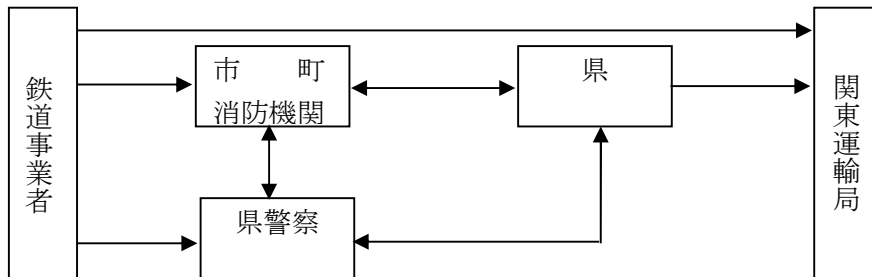 鉄道事業者
市　　町
消防機関
県
県警察
関東運輸局